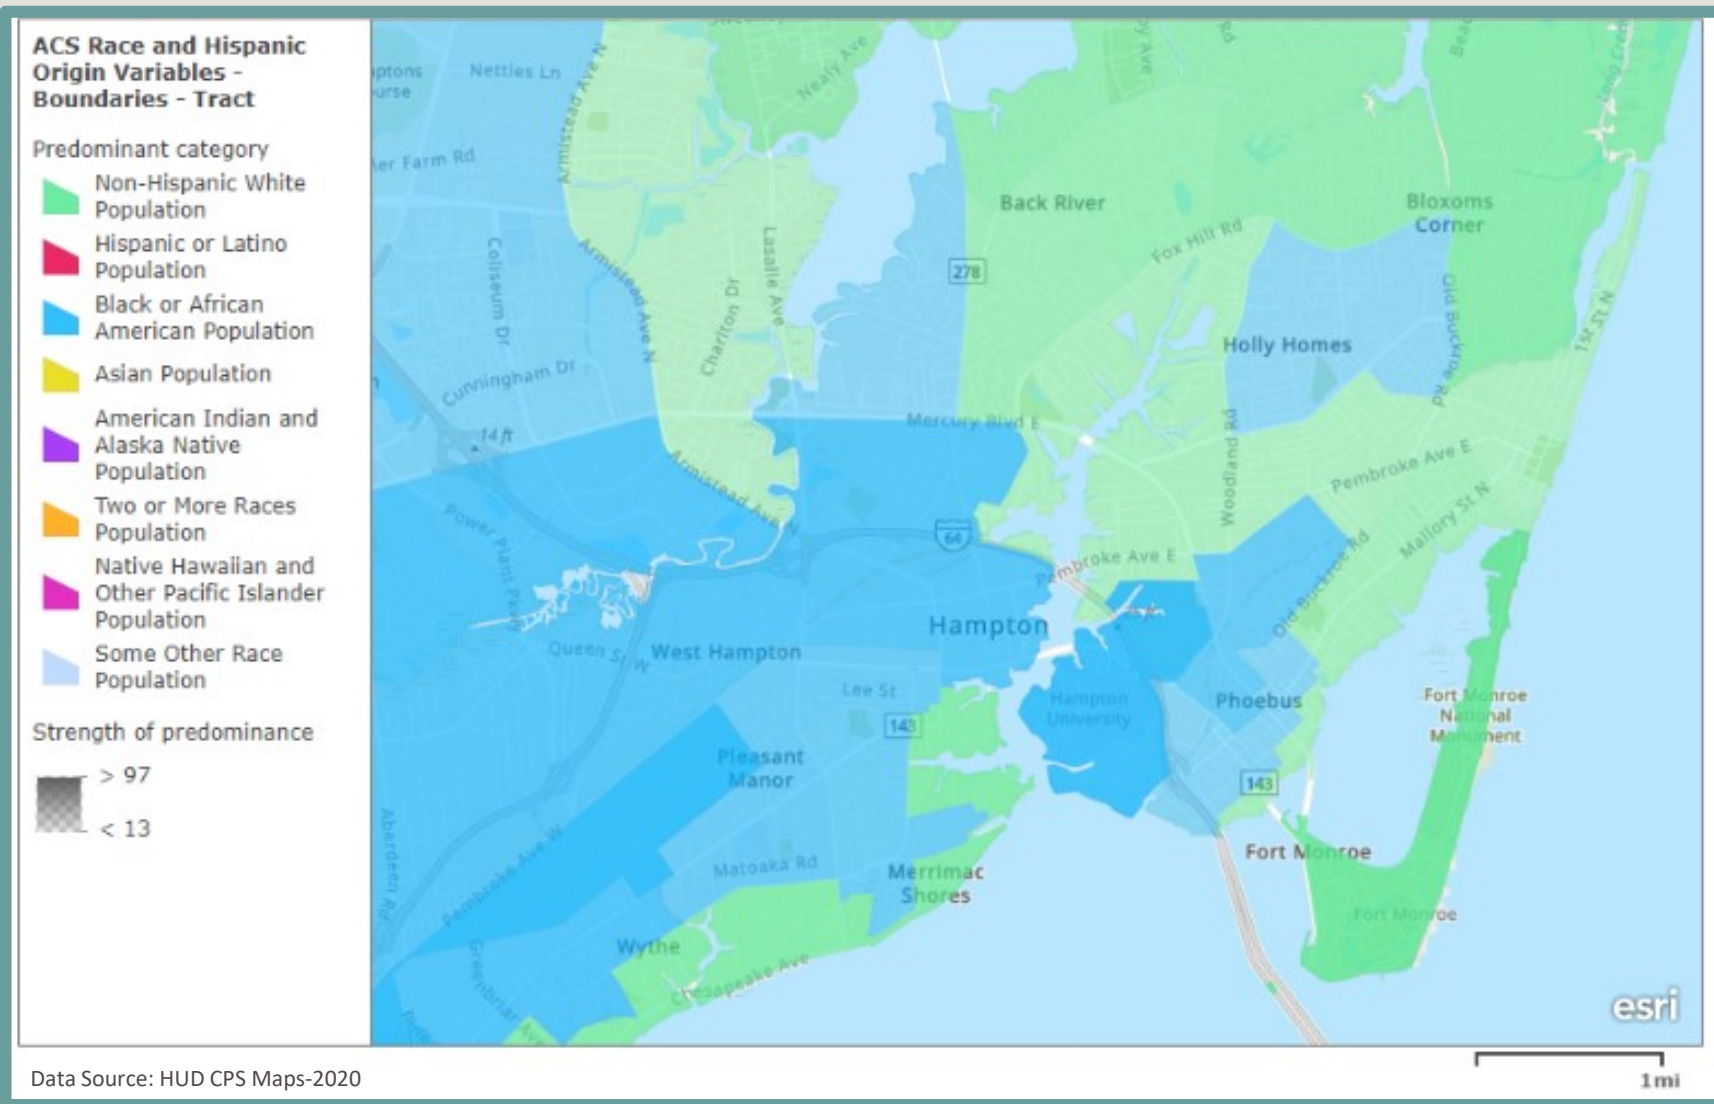 ACS Race and Hispanic
Origin Variables -
Boundaries - Tract
Predominant category
Non-Hispanic White
Population
Hispanic or Latino
Population
Black or African
American Population
Asian Population
American Indian and
Alaska Native
Population
Two or More Races
Population
Native Hawaiian and
Other Pacific Islander
Population
Some Other Race
Population
Strength of predominance
> 97
< 13
Nettles Ln
Nealy Ave
Rd
Armistead Ave N
Back River
Bloxoms
Corner
Fox Hill Rd
Coliseum Dr
Armistead Ave N
Lasalle Ave
Charlton Dr
278
Old Buckroe Rd
1st St N
Holly Homes
Cunningham Dr
Mercury Blvd E
14 ft
Armistead Ave N
Woodland Rd
Pembroke Ave E
Mallory St N
Power Plant Pkwy
64
Pembroke Ave E
Old Buckroe Rd
Hampton
Queen St W
West Hampton
Lee St
143
Hampton
University
Phoebus
Fort Monroe
National
Monument
Pleasant
Manor
143
Aberdeen Rd
Pembroke Ave W
Matoaka Rd
Merrimac
Shores
Fort Monroe
Fort Monroe
Wythe
Greenbriar Ave
Chesapeake Ave
esri
Data Source: HUD CPS Maps-2020
1mi